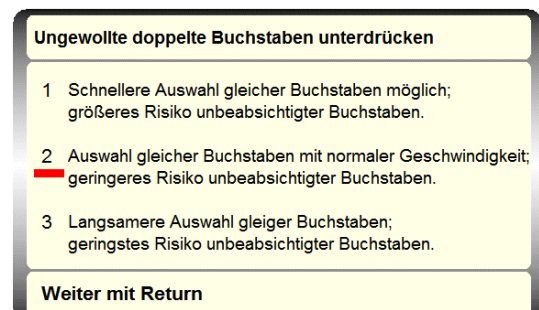 Ungewollte doppelte Buchstaben unterdrücken
1 Schnellere Auswahl gleicher Buchstaben möglich;
größeres Risiko unbeabsichtigter Buchstaben.
2 Auswahl gleicher Buchstaben mit normaler Geschwindigkeit;
geringeres Risiko unbeabsichtigter Buchstaben.
3 Langsamere Auswahl gleiger Buchstaben;
geringstes Risiko unbeabsichtigter Buchstaben.
Weiter mit Return